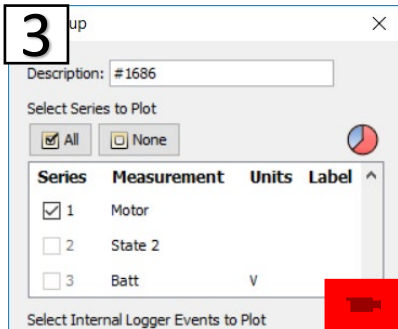 3
up
Description: #1686
Select Series to Plot
All None
Series Measurement Units Label
1 Motor
2 State 2
3 Batt V
Select Internal Logger Events to Plot